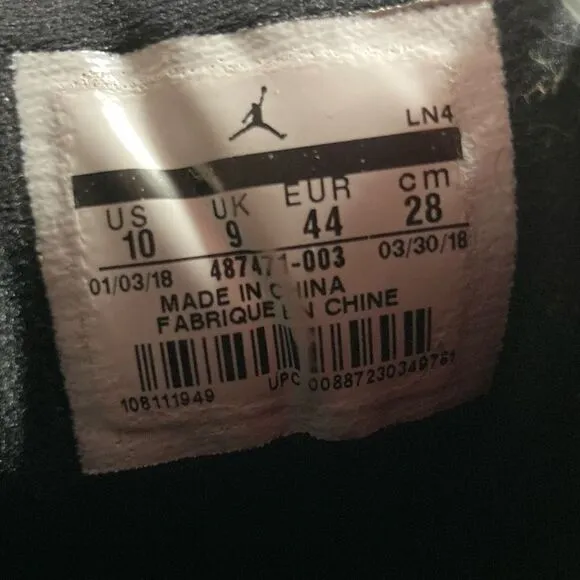 LN4
US UK EUR cm
10 9 44 28
01/03/18 487471-003 03/30/18
MADE IN CHINA
FABRIQUE EN CHINE
108111949 UPC 00887230349761